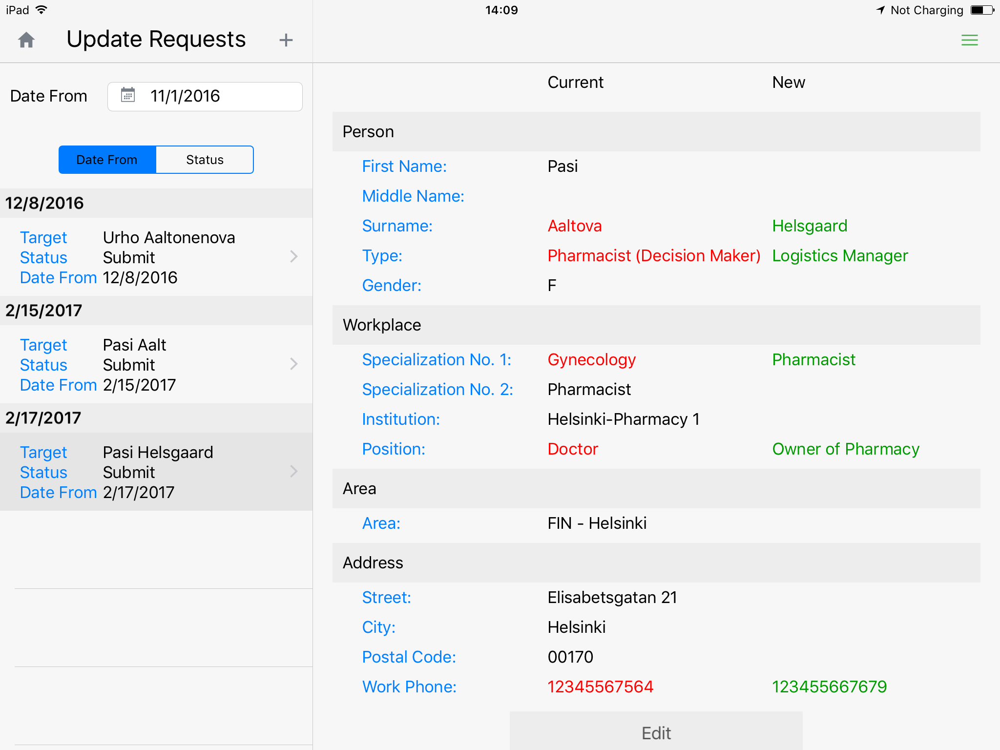 iPad
14:09
Not Charging
Update Requests
+
Date From 11/1/2016
Date From Status
12/8/2016
Target Urho Aaltonenova
Status Submit
Date From 12/8/2016
2/15/2017
Target Pasi Aalt
Status Submit
Date From 2/15/2017
2/17/2017
Target Pasi Helsgaard
Status Submit
Date From 2/17/2017
Current New
Person
First Name: Pasi
Middle Name:
Surname: Aaltova Helsgaard
Type: Pharmacist (Decision Maker) Logistics Manager
Gender: F
Workplace
Specialization No. 1: Gynecology Pharmacist
Specialization No. 2: Pharmacist
Institution: Helsinki-Pharmacy 1
Position: Doctor Owner of Pharmacy
Area
Area: FIN - Helsinki
Address
Street: Elisabetsgatan 21
City: Helsinki
Postal Code: 00170
Work Phone: 12345567564 123455667679
Edit